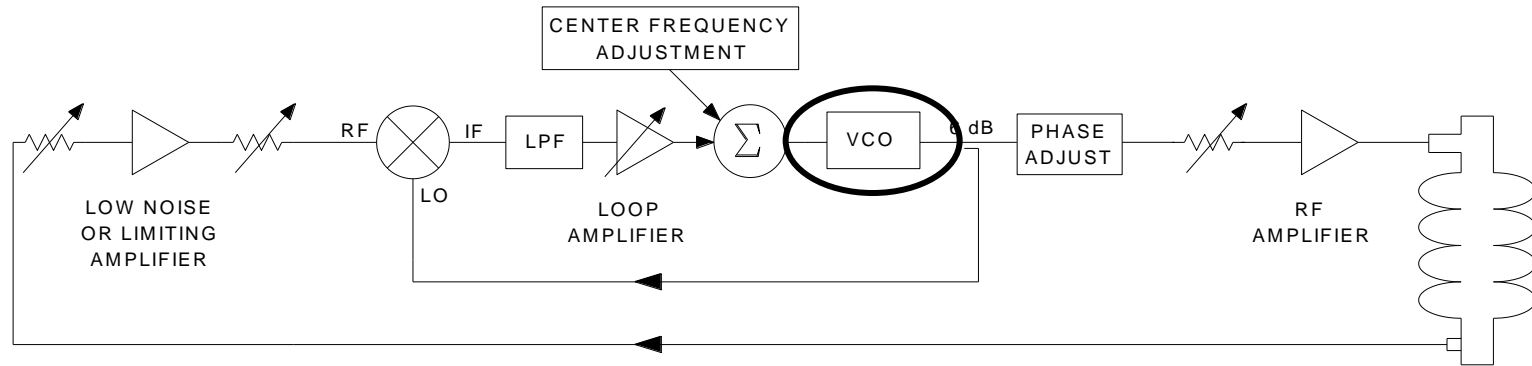 CENTER FREQUENCY
ADJUSTMENT
RF
IF
LPF
Σ
VCO
6 dB
PHASE
ADJUST
LO
LOW NOISE
OR LIMITING
AMPLIFIER
LOOP
AMPLIFIER
RF
AMPLIFIER